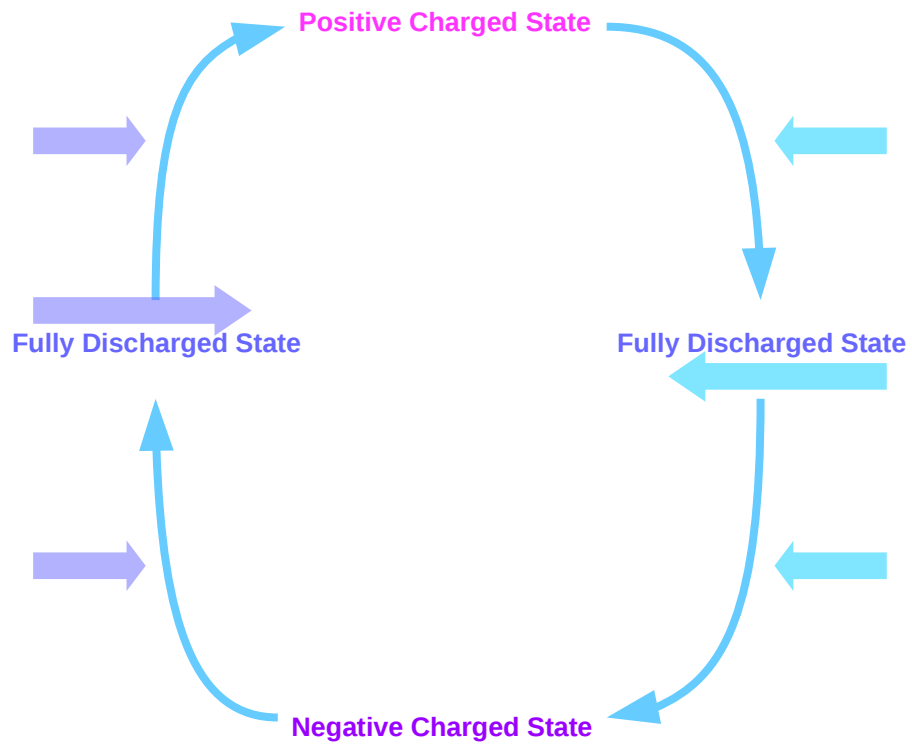 Positive Charged State
Fully Discharged State
Fully Discharged State
Negative Charged State